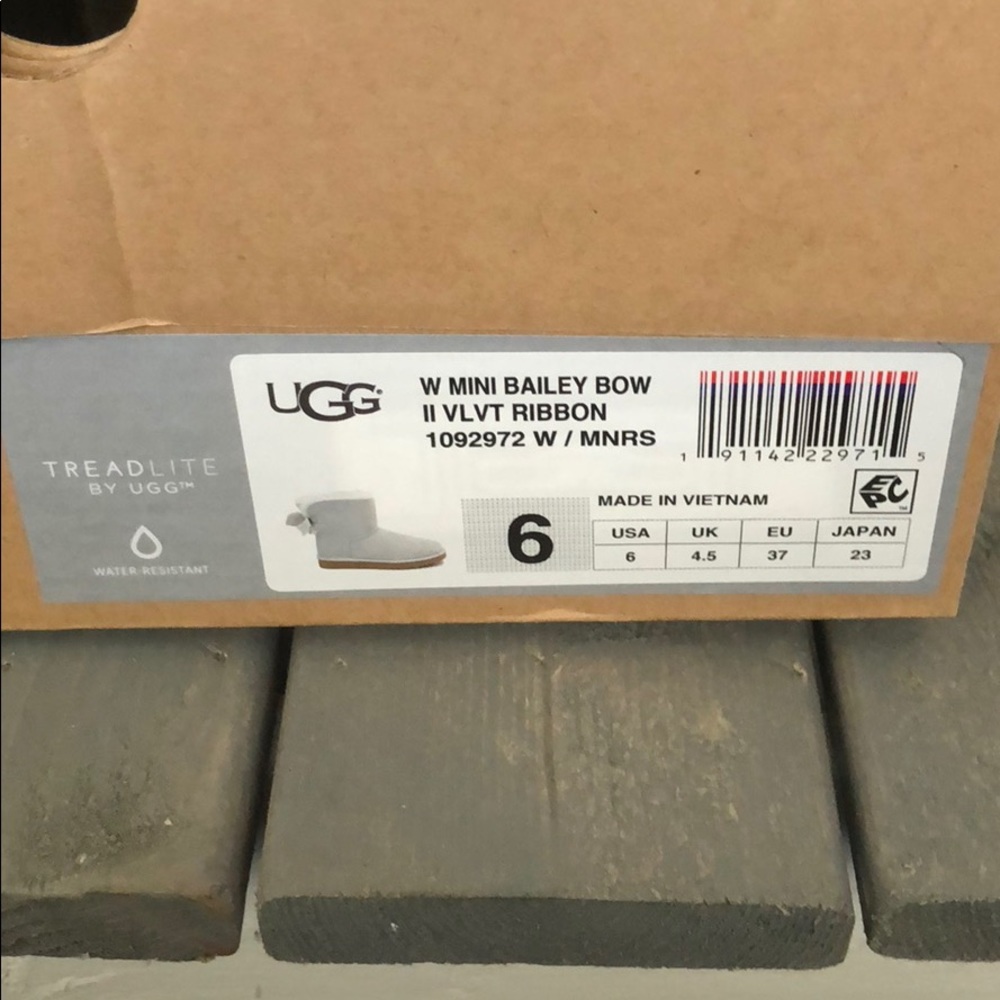 TREADLITE
BY UGG™
WATER-RESISTANT
UGG®
W MINI BAILEY BOW
II VLVT RIBBON
1092972 W / MNRS
1 91142 22971 5
EPC™
MADE IN VIETNAM
6
USA UK EU JAPAN
6 4.5 37 23